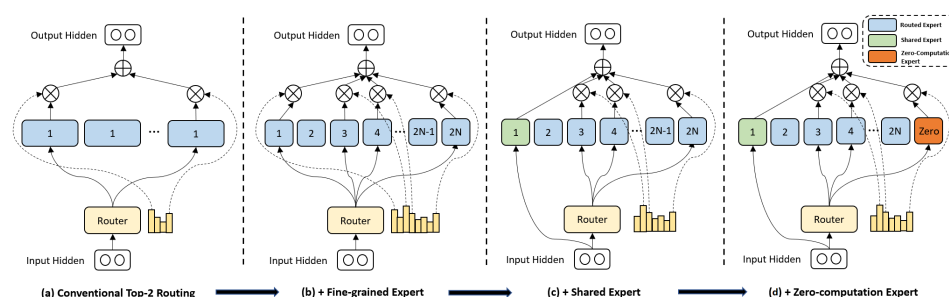 Output Hidden
1 1 ... 1
Router
Input Hidden
(a) Conventional Top-2 Routing
Output Hidden
1 2 3 4 ... 2N-1 2N
Router
Input Hidden
(b) + Fine-grained Expert
Output Hidden
1 2 3 4 ... 2N-1 2N
Router
Input Hidden
(c) + Shared Expert
Output Hidden
Routed Expert
Shared Expert
Zero-Computation
Expert
1 2 3 4 ... 2N Zero
Router
Input Hidden
(d) + Zero-computation Expert